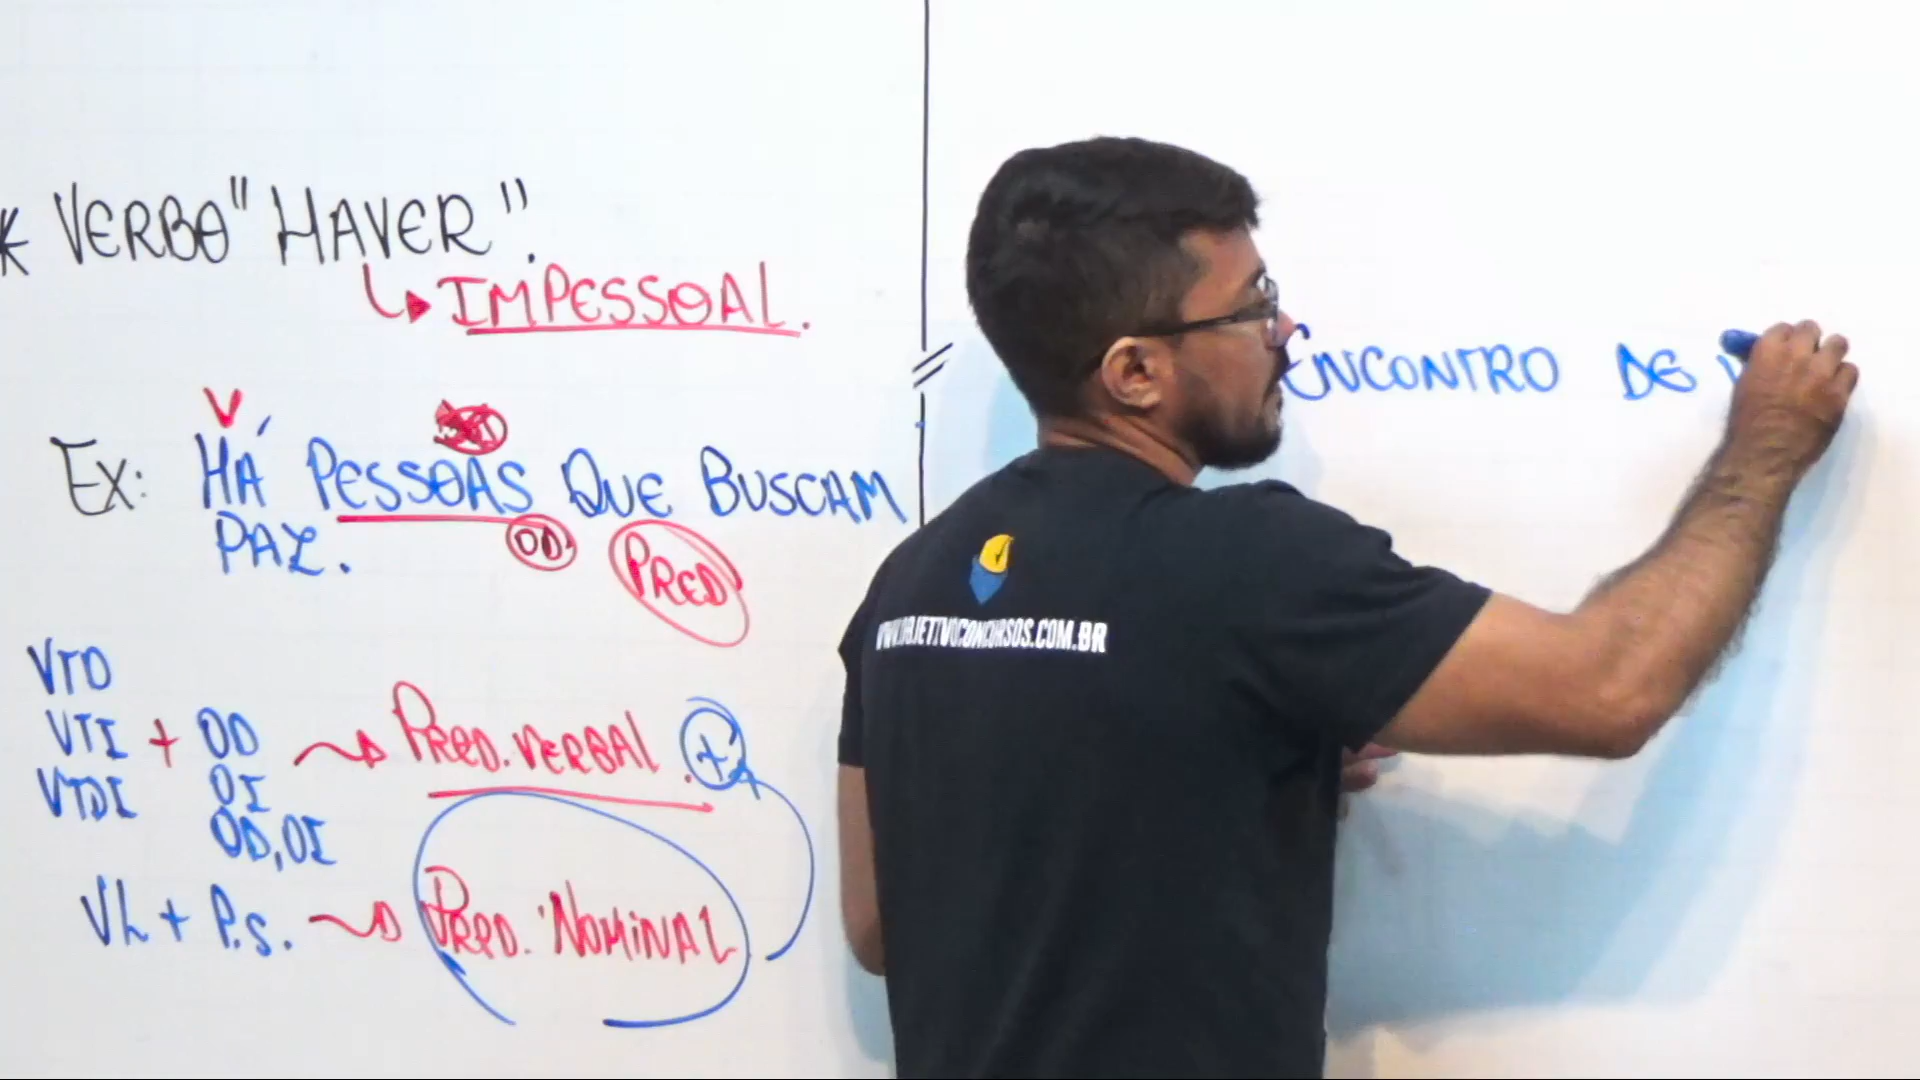 * VERBO "HAVER".
IMPESSOAL.
V
Ex: HÁ PESSOAS QUE BUSCAM
PAZ.
OD
PRED
VTD
VTI + OD PRED. VERBAL. +
VTDI OI
OD, OI
VL + P.S. PRED. NOMINAL
ENCONTRO DE
WWW.OBJETIVOCONCURSOS.COM.BR